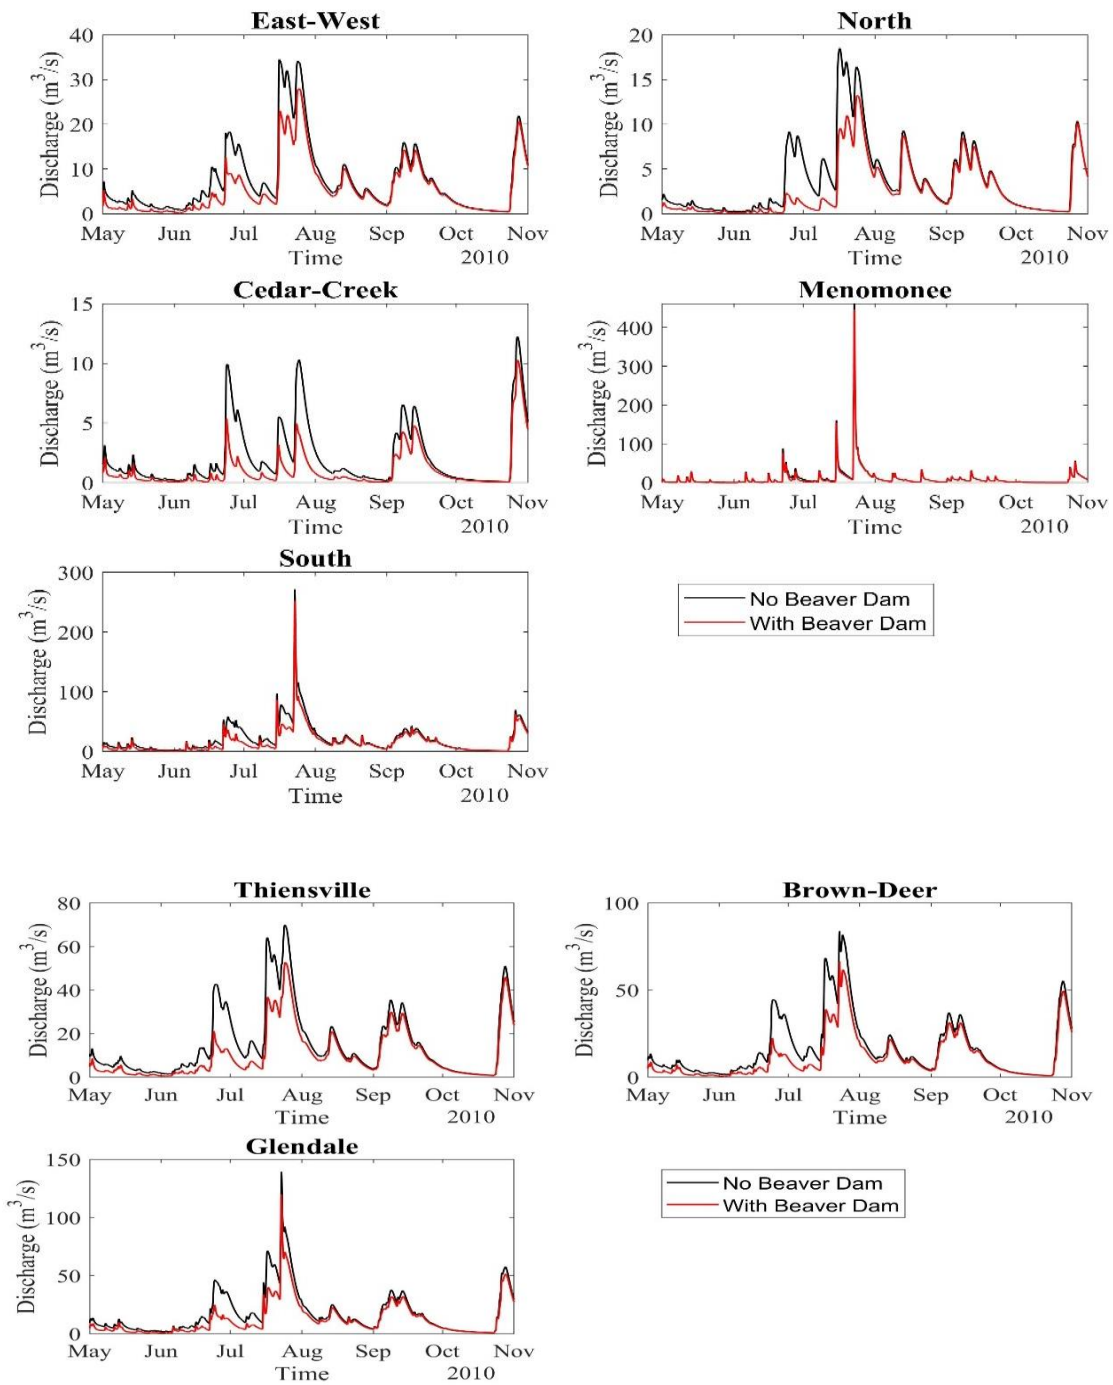 East-West
Discharge (m³/s)
40
30
20
10
0
May Jun Jul Aug Sep Oct Nov
Time 2010
North
Discharge (m³/s)
20
15
10
5
0
May Jun Jul Aug Sep Oct Nov
Time 2010
Cedar-Creek
Discharge (m³/s)
15
10
5
0
May Jun Jul Aug Sep Oct Nov
Time 2010
Menomonee
Discharge (m³/s)
400
300
200
100
0
May Jun Jul Aug Sep Oct Nov
Time 2010
South
Discharge (m³/s)
300
200
100
0
May Jun Jul Aug Sep Oct Nov
Time 2010
No Beaver Dam
With Beaver Dam
Thiensville
Discharge (m³/s)
80
60
40
20
0
May Jun Jul Aug Sep Oct Nov
Time 2010
Brown-Deer
Discharge (m³/s)
100
50
0
May Jun Jul Aug Sep Oct Nov
Time 2010
Glendale
Discharge (m³/s)
150
100
50
0
May Jun Jul Aug Sep Oct Nov
Time 2010
No Beaver Dam
With Beaver Dam